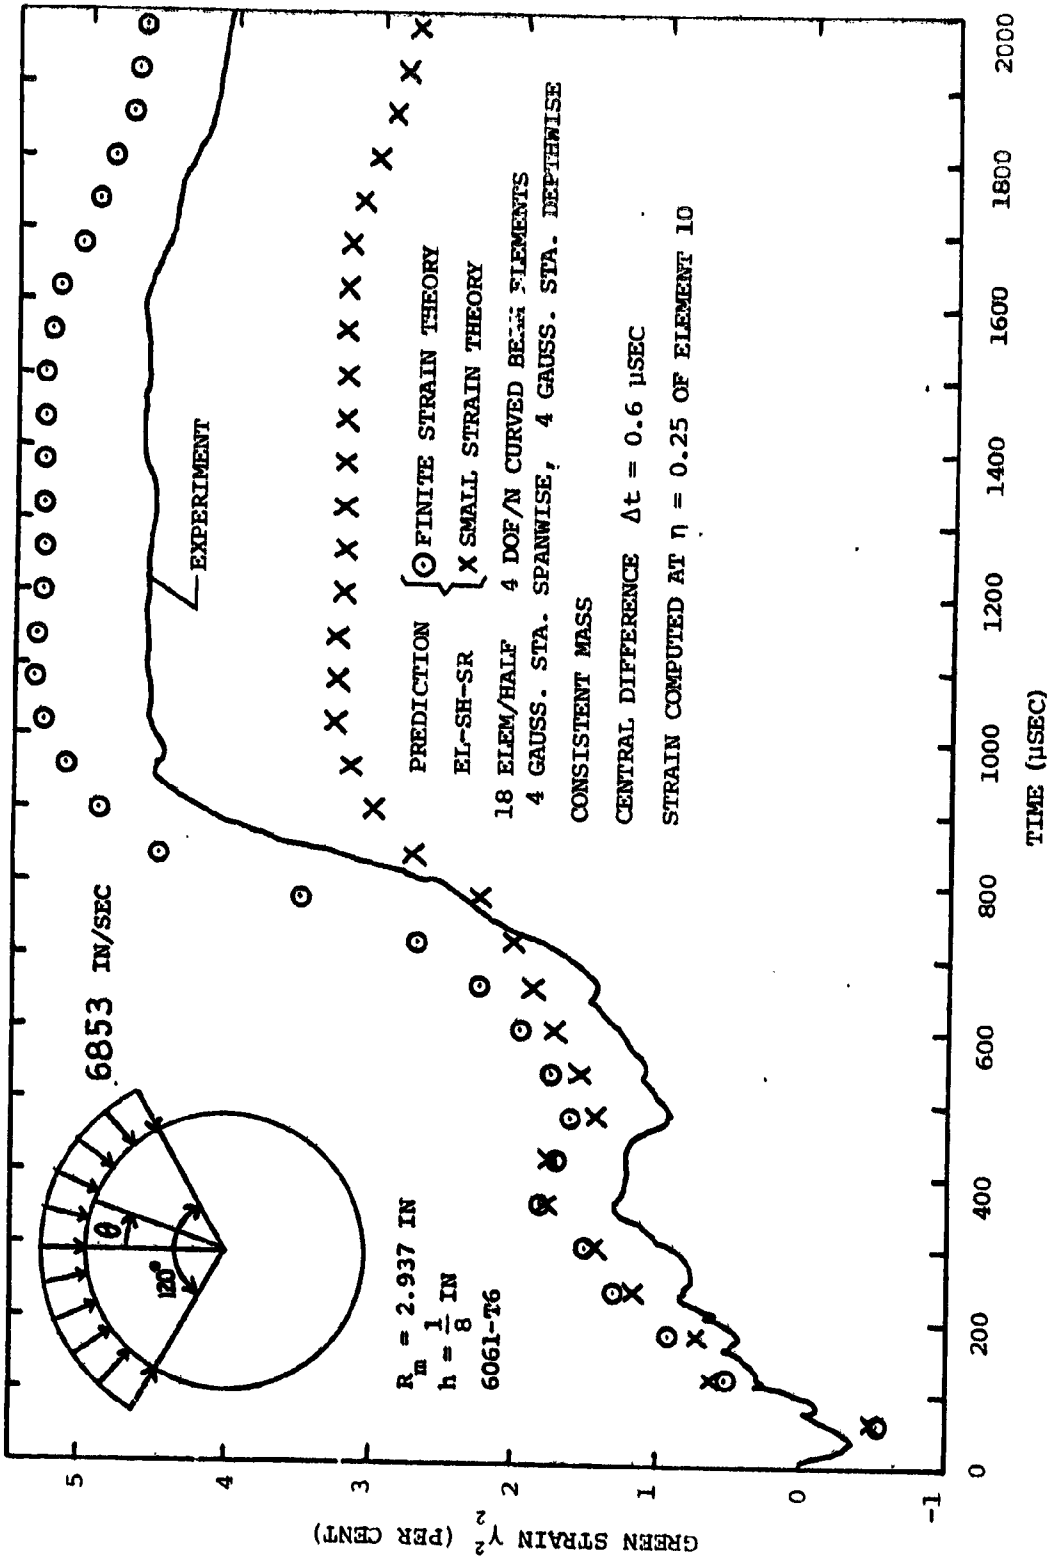 6853 IN/SEC
θ
120°
R_m = 2.937 IN
h = 1/8 IN
6061-T6
EXPERIMENT
PREDICTION { ⊙ FINITE STRAIN THEORY
EL-SH-SR { X SMALL STRAIN THEORY
18 ELEM/HALF 4 DOF/N CURVED BEAM ELEMENTS
4 GAUSS. STA. SPANWISE, 4 GAUSS. STA. DEPTHWISE
CONSISTENT MASS
CENTRAL DIFFERENCE Δt = 0.6 μSEC
STRAIN COMPUTED AT η = 0.25 OF ELEMENT 10
GREEN STRAIN γ₂² (PER CENT)
5
4
3
2
1
0
-1
0 200 400 600 800 1000 1200 1400 1600 1800 2000
TIME (μSEC)